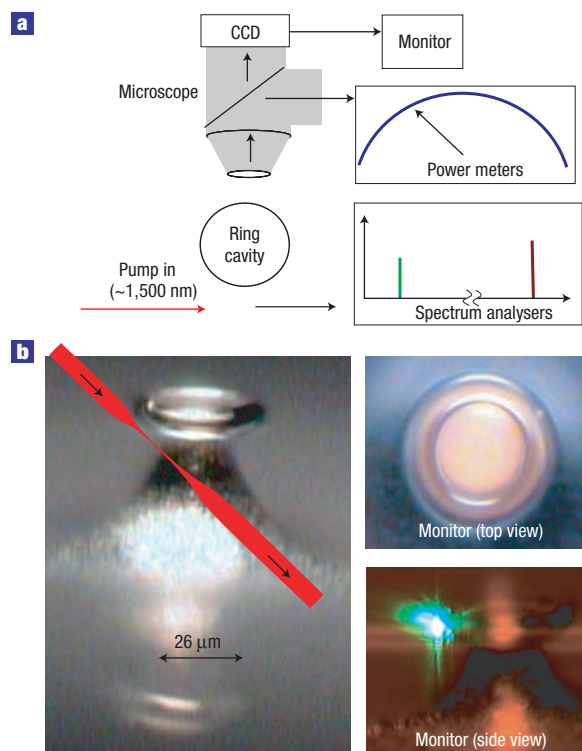 a
CCD
Monitor
Microscope
Power meters
Ring
cavity
Pump in
(~1,500 nm)
Spectrum analysers
b
Monitor (top view)
26 μm
Monitor (side view)